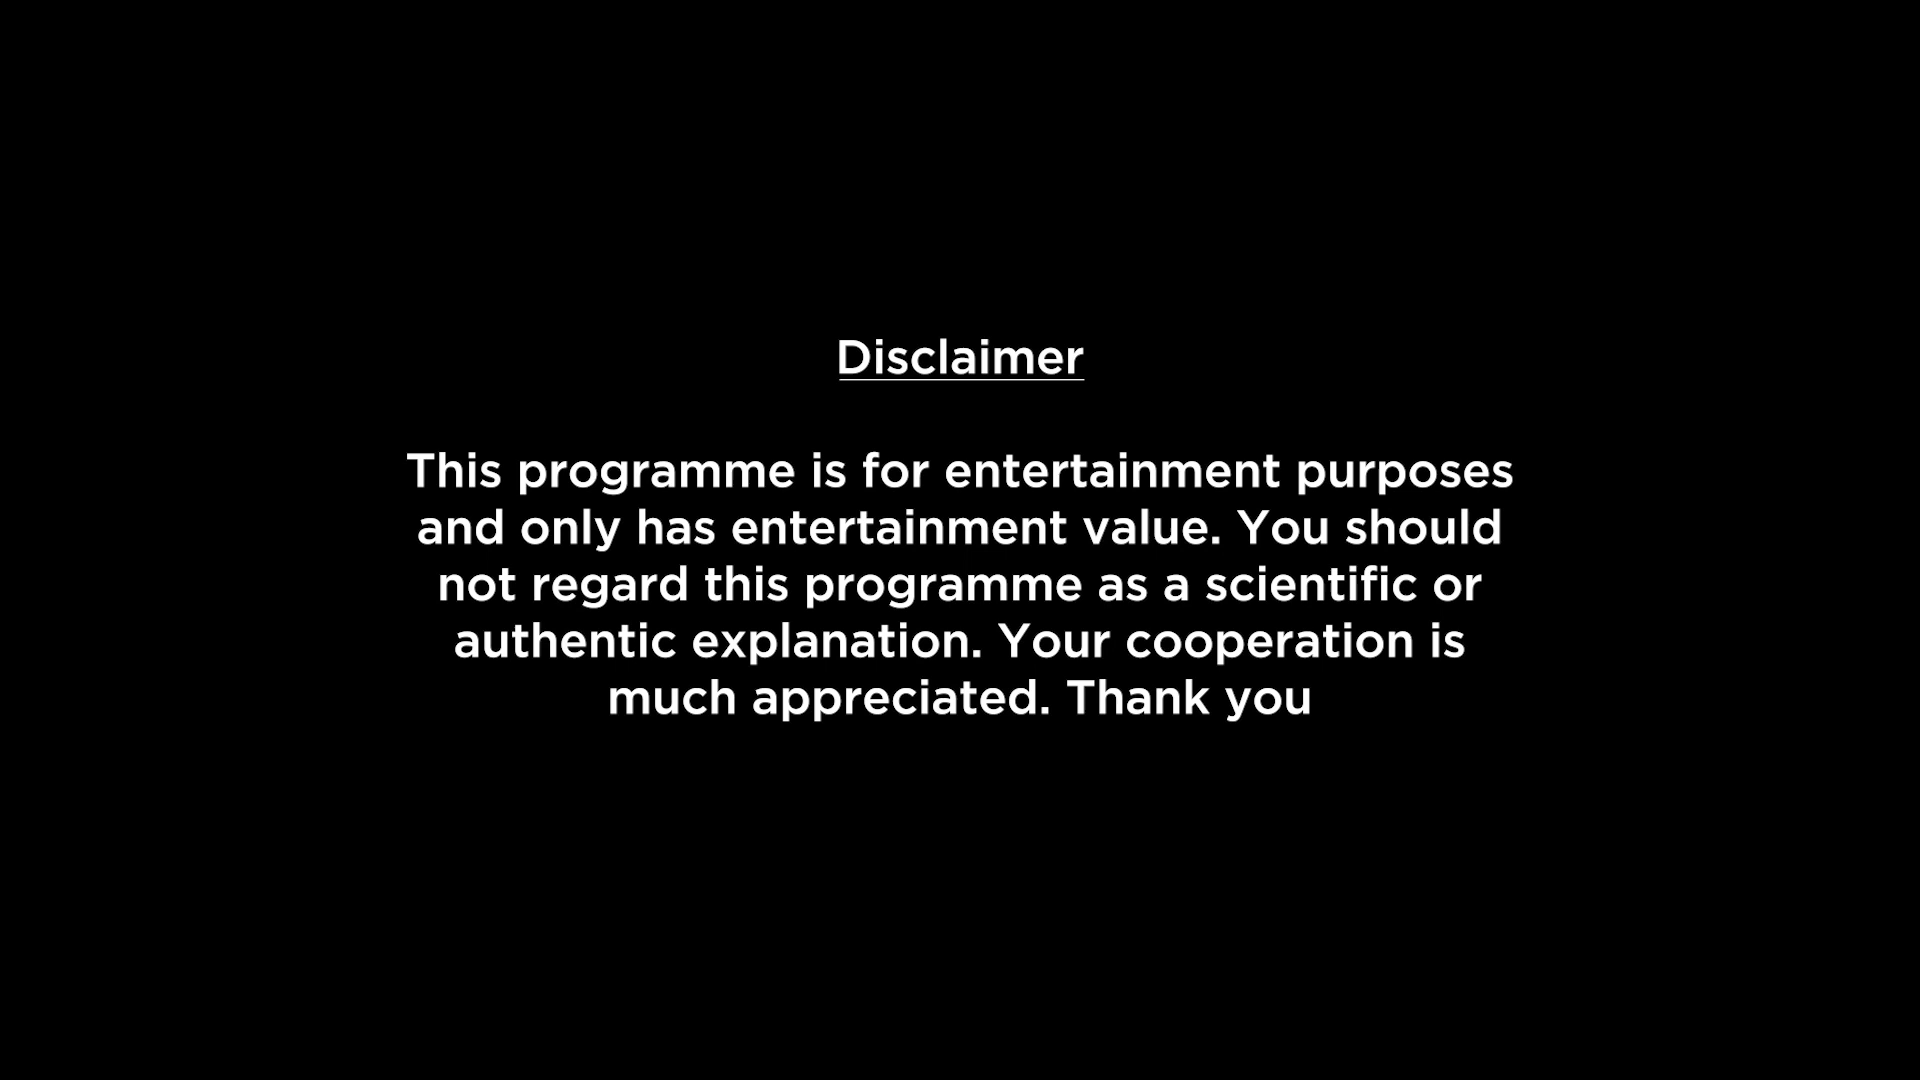 Disclaimer
This programme is for entertainment purposes
and only has entertainment value. You should
not regard this programme as a scientific or
authentic explanation. Your cooperation is
much appreciated. Thank you